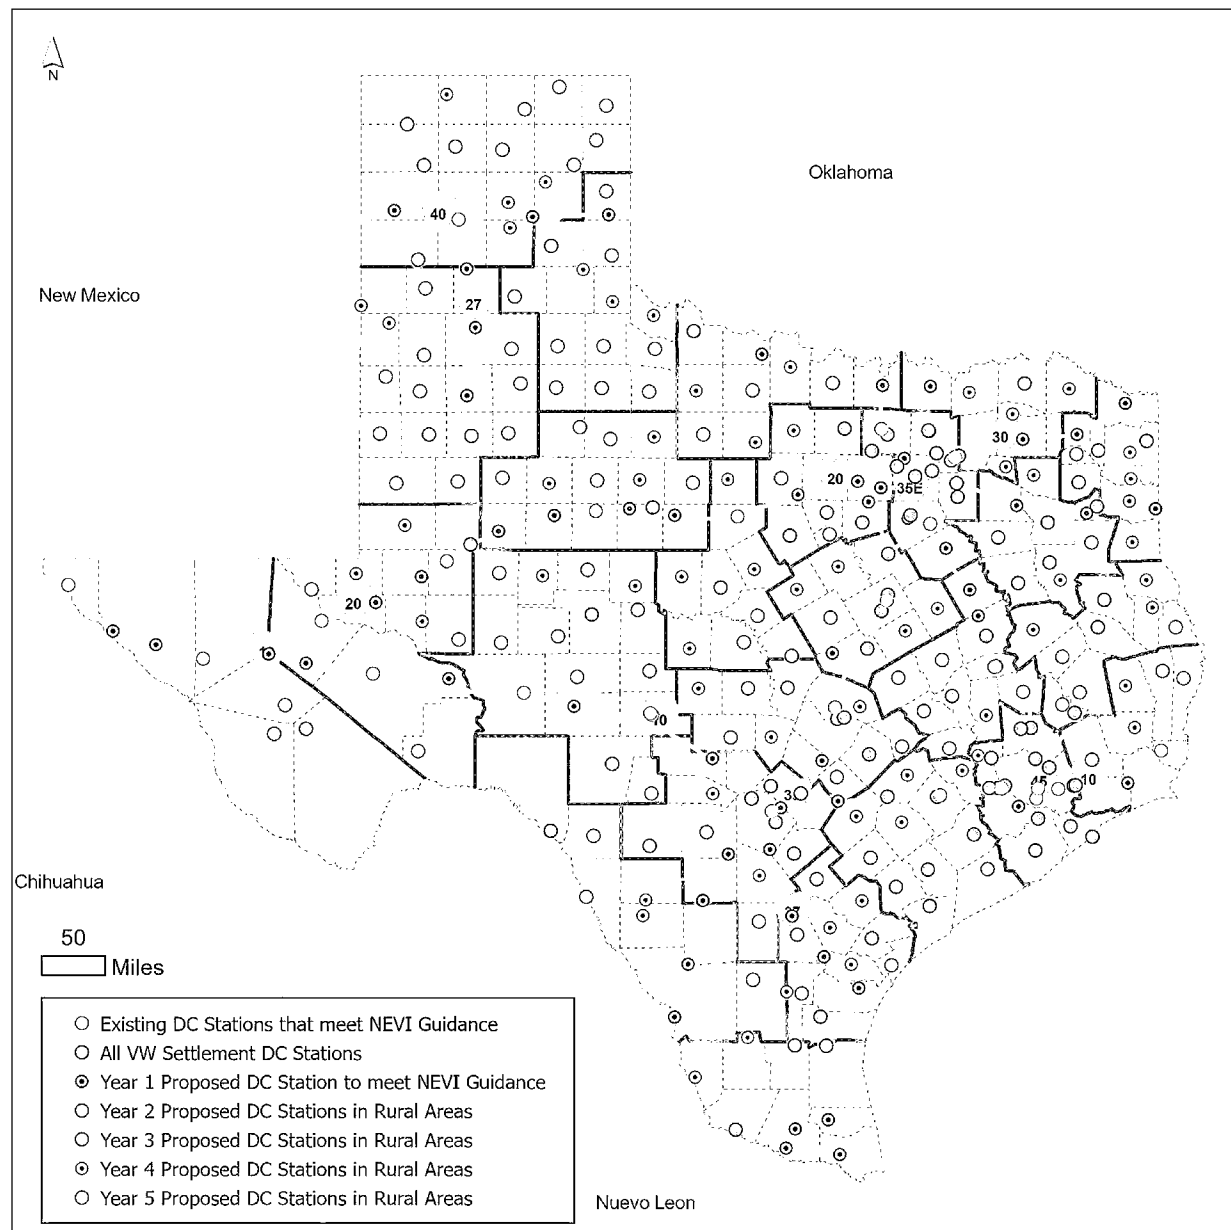 N
Oklahoma
40
New Mexico
27
30
20
35E
20
10
45
10
Chihuahua
50
Miles
Existing DC Stations that meet NEVI Guidance
All VW Settlement DC Stations
Year 1 Proposed DC Station to meet NEVI Guidance
Year 2 Proposed DC Stations in Rural Areas
Year 3 Proposed DC Stations in Rural Areas
Year 4 Proposed DC Stations in Rural Areas
Year 5 Proposed DC Stations in Rural Areas
Nuevo Leon